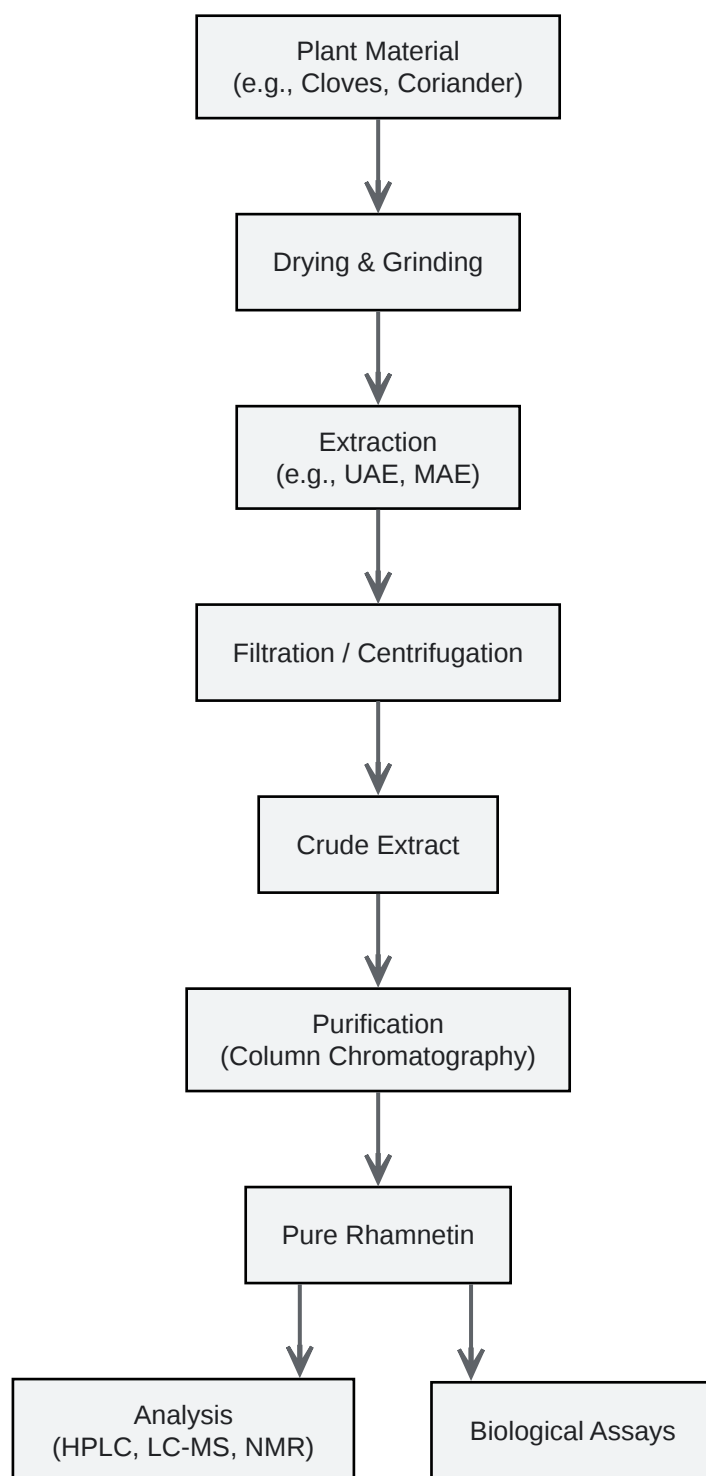 Plant Material
(e.g., Cloves, Coriander)
Drying & Grinding
Extraction
(e.g., UAE, MAE)
Filtration / Centrifugation
Crude Extract
Purification
(Column Chromatography)
Pure Rhamnetin
Analysis
(HPLC, LC-MS, NMR)
Biological Assays